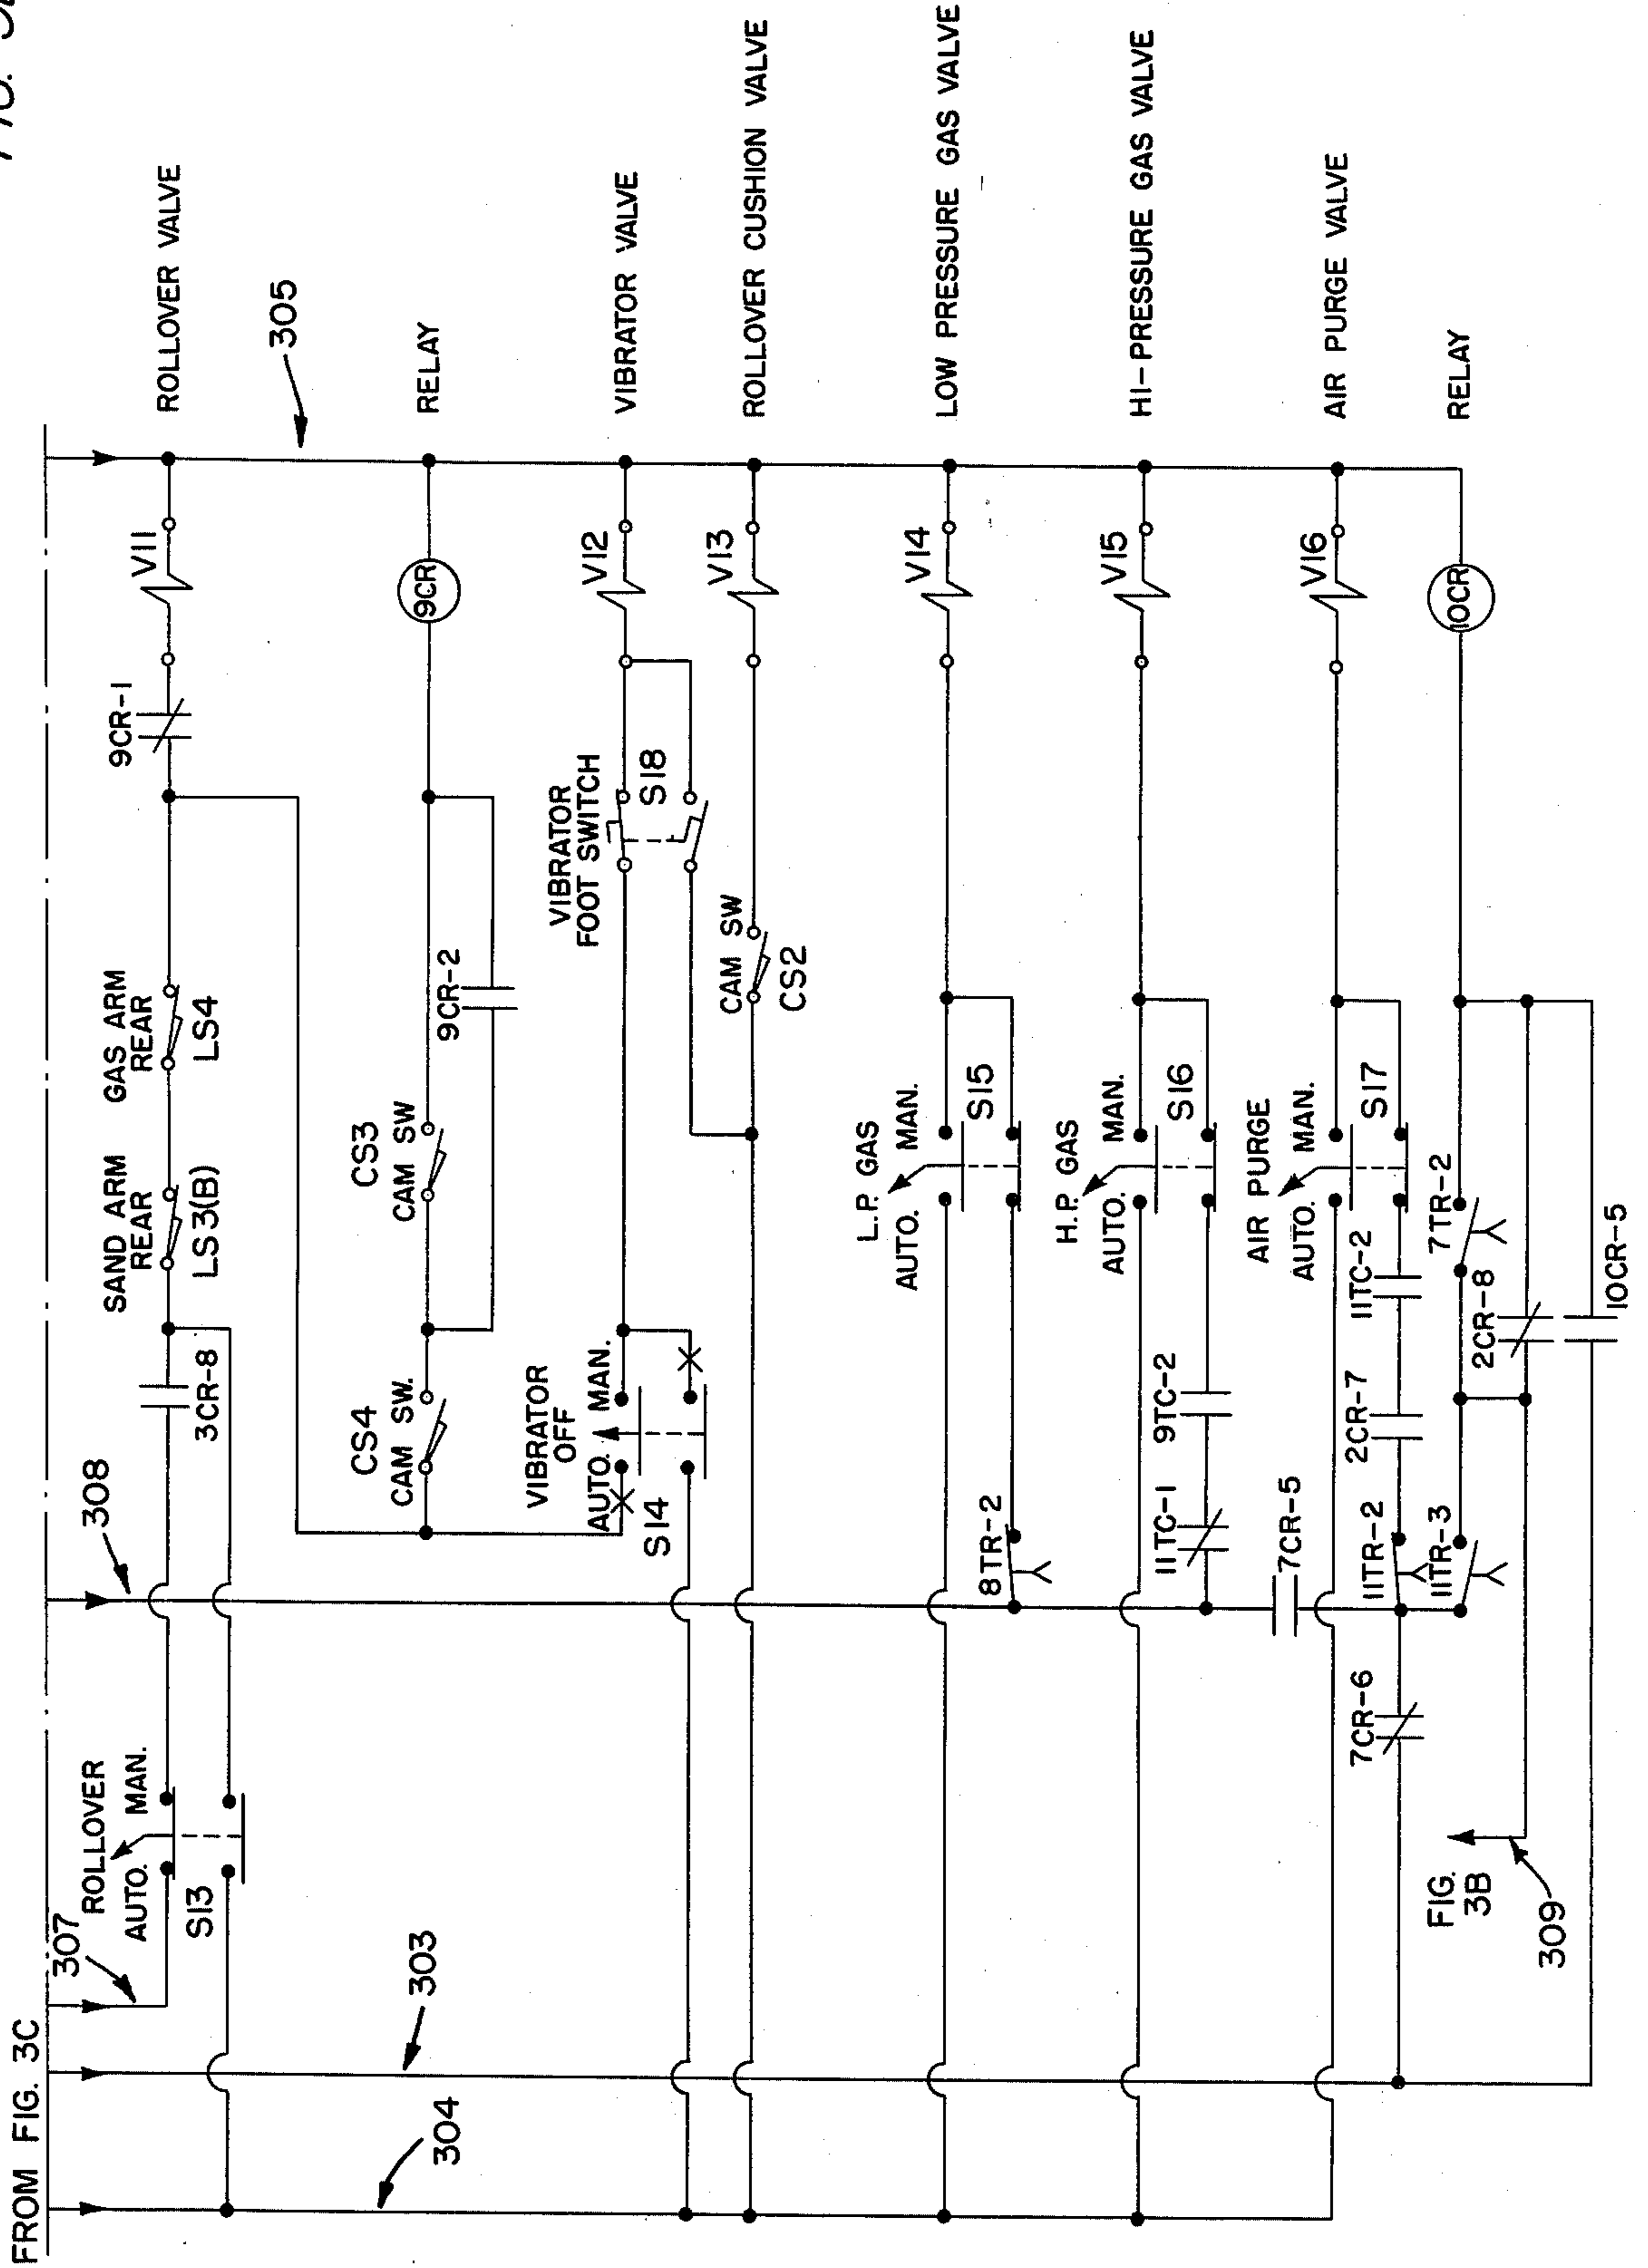 FROM FIG. 3C
FIG.
304
303
307
308
305
ROLLOVER
AUTO. MAN.
S13
3CR-8
SAND ARM
REAR
LS3(B)
GAS ARM
REAR
LS4
9CR-1
V11
ROLLOVER VALVE
CS4
CAM SW.
CS3
CAM SW
9CR-2
9CR
RELAY
VIBRATOR
OFF
AUTO. MAN.
S14
VIBRATOR
FOOT SWITCH
S18
V12
VIBRATOR VALVE
CAM SW
CS2
V13
ROLLOVER CUSHION VALVE
L.P. GAS
AUTO. MAN.
S15
8TR-2
V14
LOW PRESSURE GAS VALVE
H.P. GAS
AUTO. MAN.
S16
11TC-1
9TC-2
V15
HI-PRESSURE GAS VALVE
7CR-5
AIR PURGE
AUTO. MAN.
S17
7CR-6
11TR-2
2CR-7
11TC-2
V16
AIR PURGE VALVE
11TR-3
7TR-2
2CR-8
10CR
RELAY
FIG.
3B
309
10CR-5